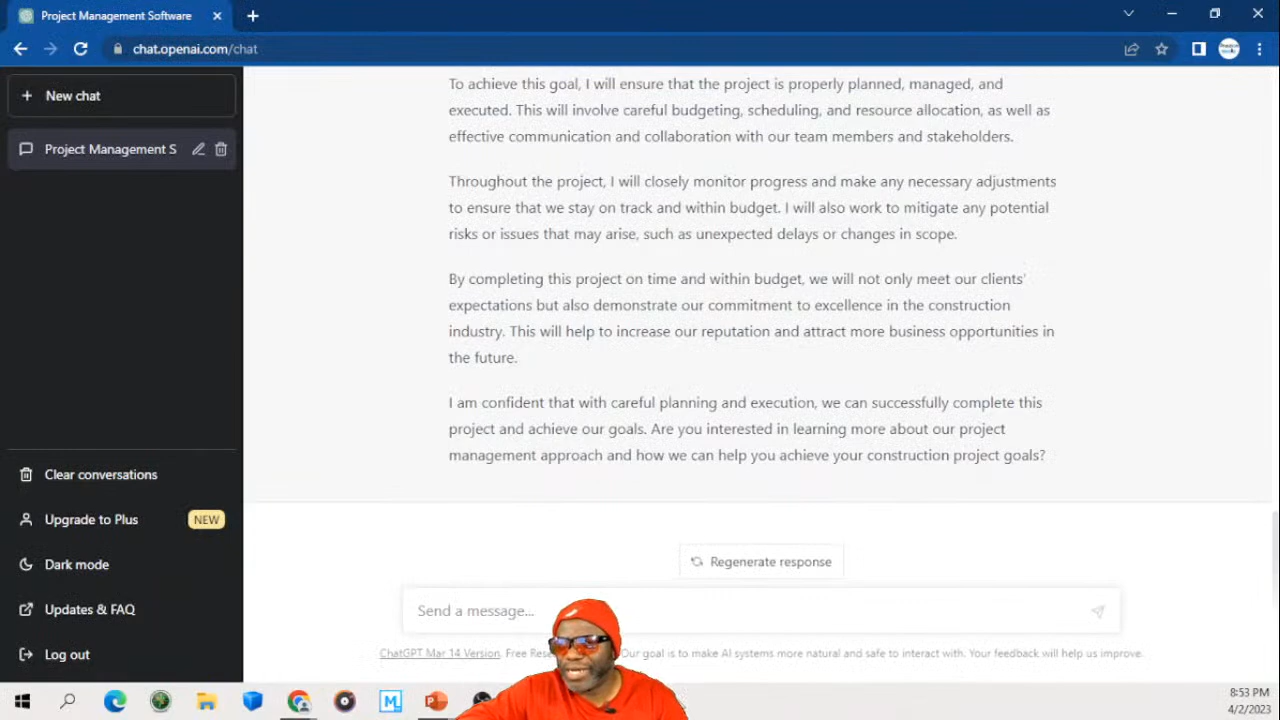 Project Management Software
chat.openai.com/chat
New chat
Project Management S
To achieve this goal, I will ensure that the project is properly planned, managed, and
executed. This will involve careful budgeting, scheduling, and resource allocation, as well as
effective communication and collaboration with our team members and stakeholders.
Throughout the project, I will closely monitor progress and make any necessary adjustments
to ensure that we stay on track and within budget. I will also work to mitigate any potential
risks or issues that may arise, such as unexpected delays or changes in scope.
By completing this project on time and within budget, we will not only meet our clients'
expectations but also demonstrate our commitment to excellence in the construction
industry. This will help to increase our reputation and attract more business opportunities in
the future.
I am confident that with careful planning and execution, we can successfully complete this
project and achieve our goals. Are you interested in learning more about our project
management approach and how we can help you achieve your construction project goals?
Clear conversations
Upgrade to Plus NEW
Dark mode
Updates & FAQ
Log out
Regenerate response
Send a message...
ChatGPT Mar 14 Version. Free Our goal is to make AI systems more natural and safe to interact with. Your feedback will help us improve.
8:53 PM
4/2/2023